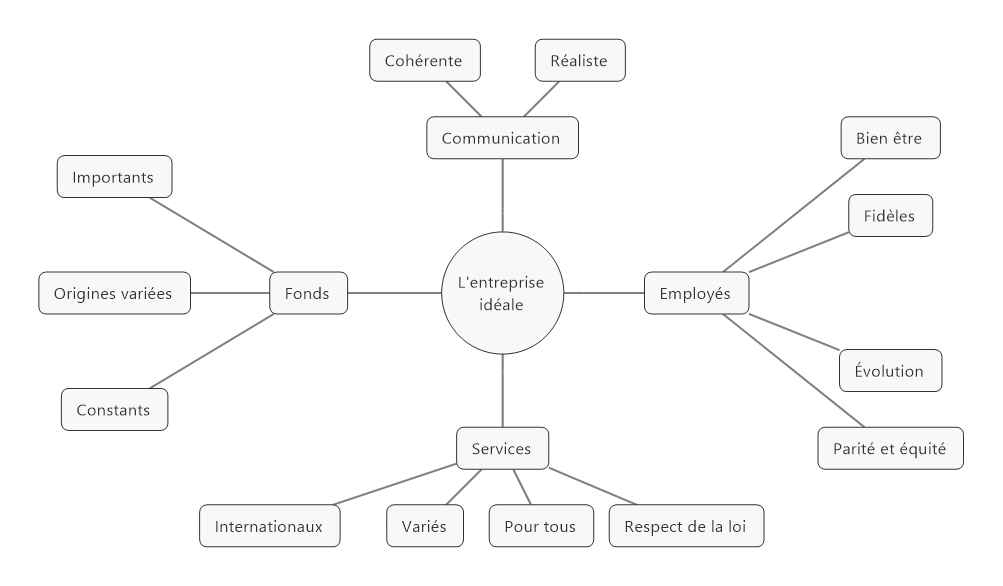 Cohérente
Réaliste
Communication
Bien être
Importants
Fidèles
L'entreprise
idéale
Origines variées
Fonds
Employés
Évolution
Constants
Services
Parité et équité
Internationaux
Variés
Pour tous
Respect de la loi